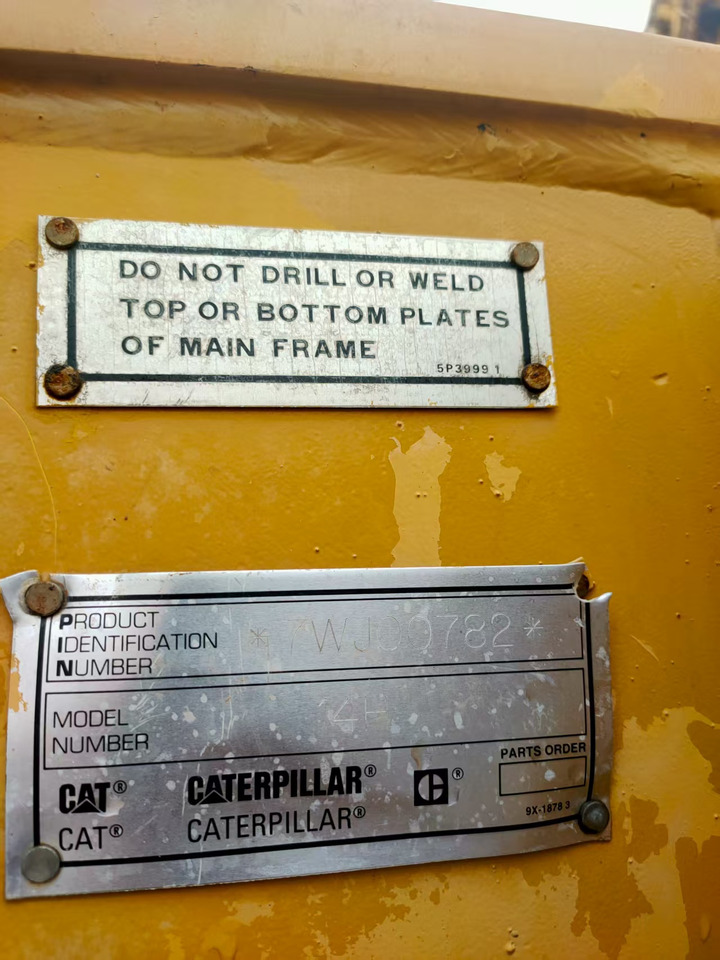 DO NOT DRILL OR WELD
TOP OR BOTTOM PLATES
OF MAIN FRAME
5P3999 1
PRODUCT
IDENTIFICATION
NUMBER
*7WJ00782*
MODEL
NUMBER
PARTS ORDER
CAT® CATERPILLAR® C®
CAT® CATERPILLAR®
9X-1878 3